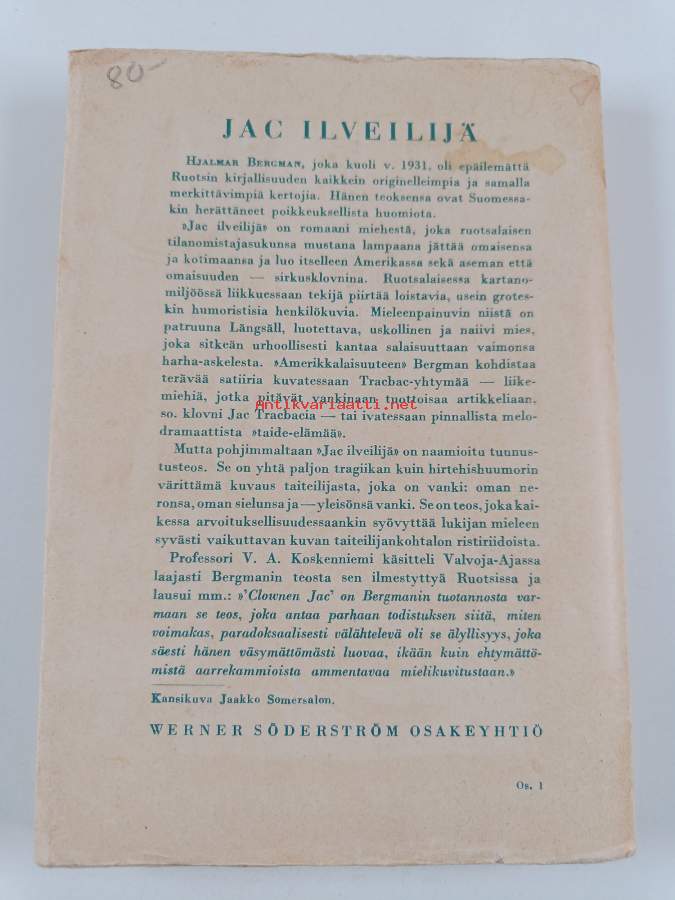 80-
JAC ILVEILIJÄ
HJALMAR BERGMAN, joka kuoli v. 1931, oli epäilemättä
Ruotsin kirjallisuuden kaikkein originelleimpia ja samalla
merkittävimpiä kertojia. Hänen teoksensa ovat Suomessa-
kin herättäneet poikkeuksellista huomiota.
»Jac ilveilijä» on romaani miehestä, joka ruotsalaisen
tilanomistajasukunsa mustana lampaana jättää omaisensa
ja kotimaansa ja luo itselleen Amerikassa sekä aseman että
omaisuuden — sirkusklovnina. Ruotsalaisessa kartano-
miljöössä liikkuessaan tekijä piirtää loistavia, usein grotes-
kin humoristisia henkilökuvia. Mieleenpainuvin niistä on
patruuna Längsäll, luotettava, uskollinen ja naiivi mies,
joka sitkeän urhoollisesti kantaa salaisuuttaan vaimonsa
harha-askelesta. »Amerikkalaisuuteen» Bergman kohdistaa
terävää satiiria kuvatessaan Tracbac-yhtymää — liike-
miehiä, jotka pitävät vankinaan tuottoisaa artikkeliaan,
so. klovni Jac Tracbacia — tai ivatessaan pinnallista melo-
dramaattista »taide-elämää».
Mutta pohjimmaltaan »Jac ilveilijä» on naamioitu tunnus-
tusteos. Se on yhtä paljon tragiikan kuin hirtehishuumorin
värittämä kuvaus taiteilijasta, joka on vanki: oman ne-
ronsa, oman sielunsa ja — yleisönsä vanki. Se on teos, joka kai-
kessa arvoituksellisuudessaankin syövyttää lukijan mieleen
syvästi vaikuttavan kuvan taiteilijankohtalon ristiriidoista.
Professori V. A. Koskenniemi käsitteli Valvoja-Ajassa
laajasti Bergmanin teosta sen ilmestyttyä Ruotsissa ja
lausui mm.: »'Clownen Jac' on Bergmanin tuotannosta var-
maan se teos, joka antaa parhaan todistuksen siitä, miten
voimakas, paradoksaalisesti välähtelevä oli se älyllisyys, joka
säesti hänen väsymättömästi luovaa, ikään kuin ehtymättö-
mistä aarrekammioista ammentavaa mielikuvitustaan.»
Kansikuva Jaakko Somersalon.
WERNER SÖDERSTRÖM OSAKEYHTIÖ
Os. 1
Antikvariaatti.net